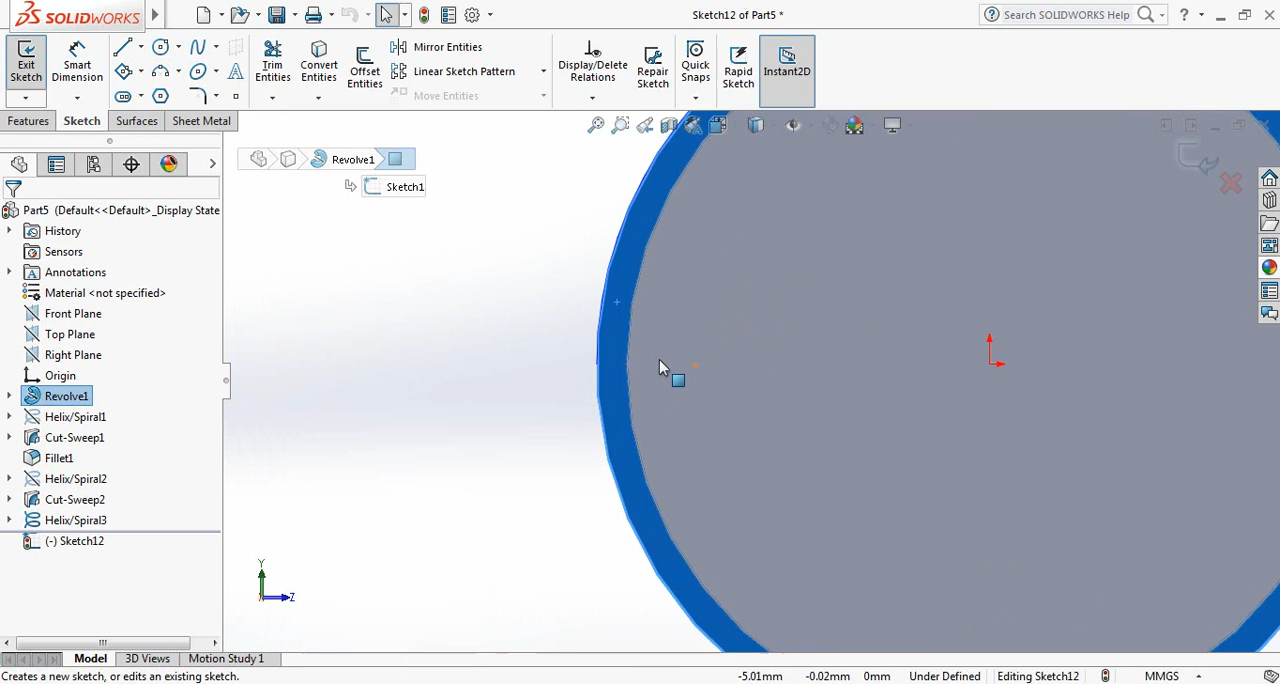 SOLIDWORKS
Sketch12 of Part5 *
Search SOLIDWORKS Help
?
Exit Sketch
Smart Dimension
Trim Entities
Convert Entities
Offset Entities
Mirror Entities
Linear Sketch Pattern
Move Entities
Display/Delete Relations
Repair Sketch
Quick Snaps
Rapid Sketch
Instant2D
Features
Sketch
Surfaces
Sheet Metal
Revolve1
Sketch1
Part5 (Default<<Default>_Display State
History
Sensors
Annotations
Material <not specified>
Front Plane
Top Plane
Right Plane
Origin
Revolve1
Helix/Spiral1
Cut-Sweep1
Fillet1
Helix/Spiral2
Cut-Sweep2
Helix/Spiral3
(-) Sketch12
Y
Z
Model
3D Views
Motion Study 1
Creates a new sketch, or edits an existing sketch.
-5.01mm
-0.02mm
0mm
Under Defined
Editing Sketch12
MMGS